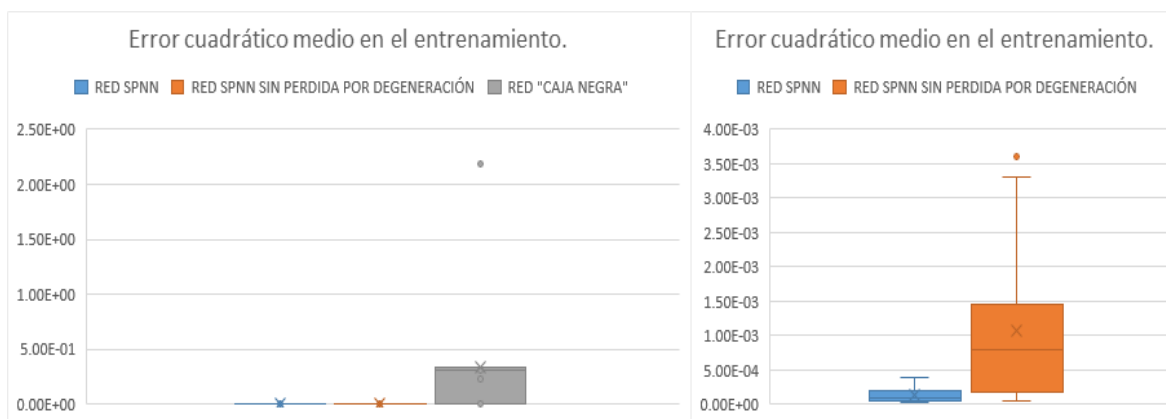 Error cuadrático medio en el entrenamiento.
RED SPNN RED SPNN SIN PERDIDA POR DEGENERACIÓN RED "CAJA NEGRA"
2.50E+00
2.00E+00
1.50E+00
1.00E+00
5.00E-01
0.00E+00
Error cuadrático medio en el entrenamiento.
RED SPNN RED SPNN SIN PERDIDA POR DEGENERACIÓN
4.00E-03
3.50E-03
3.00E-03
2.50E-03
2.00E-03
1.50E-03
1.00E-03
5.00E-04
0.00E+00